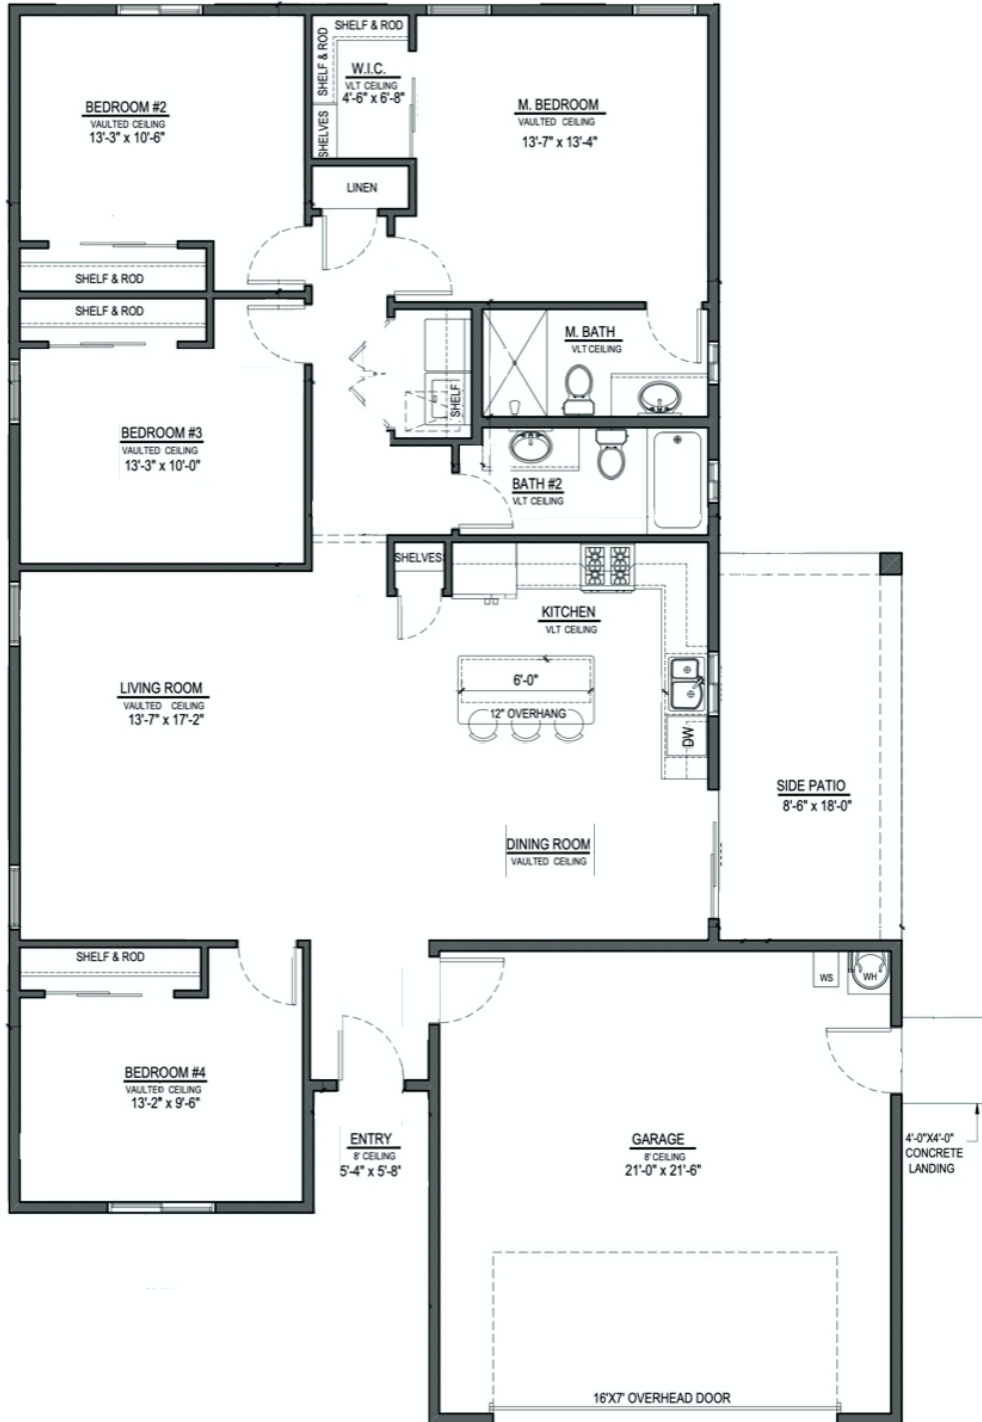 SHELF & ROD
SHELF & ROD
SHELVES
W.I.C.
VLT CEILING
4'-6" x 6'-8"
BEDROOM #2
VAULTED CEILING
13'-3" x 10'-6"
M. BEDROOM
VAULTED CEILING
13'-7" x 13'-4"
LINEN
SHELF & ROD
SHELF & ROD
M. BATH
VLT CEILING
SHELF
BEDROOM #3
VAULTED CEILING
13'-3" x 10'-0"
BATH #2
VLT CEILING
SHELVES
KITCHEN
VLT CEILING
6'-0"
12" OVERHANG
DW
LIVING ROOM
VAULTED CEILING
13'-7" x 17'-2"
SIDE PATIO
8'-6" x 18'-0"
DINING ROOM
VAULTED CEILING
SHELF & ROD
WS
WH
BEDROOM #4
VAULTED CEILING
13'-2" x 9'-6"
ENTRY
8' CEILING
5'-4" x 5'-8"
GARAGE
8' CEILING
21'-0" x 21'-6"
4'-0"X4'-0"
CONCRETE
LANDING
16'X7' OVERHEAD DOOR